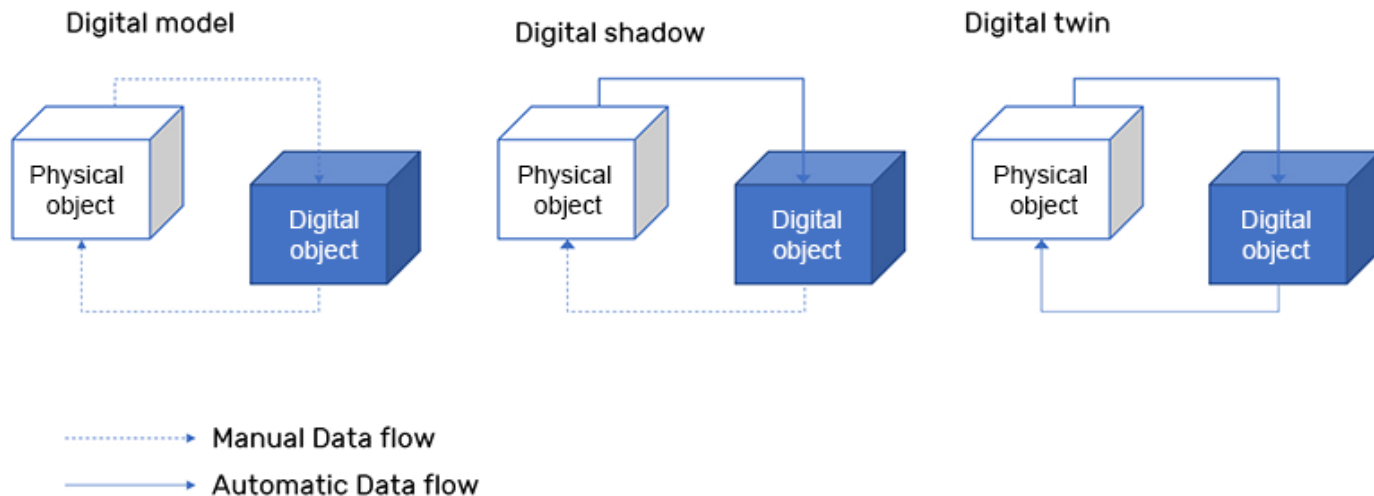 Digital model
Digital shadow
Digital twin
Physical
object
Digital
object
Physical
object
Digital
object
Physical
object
Digital
object
Manual Data flow
Automatic Data flow